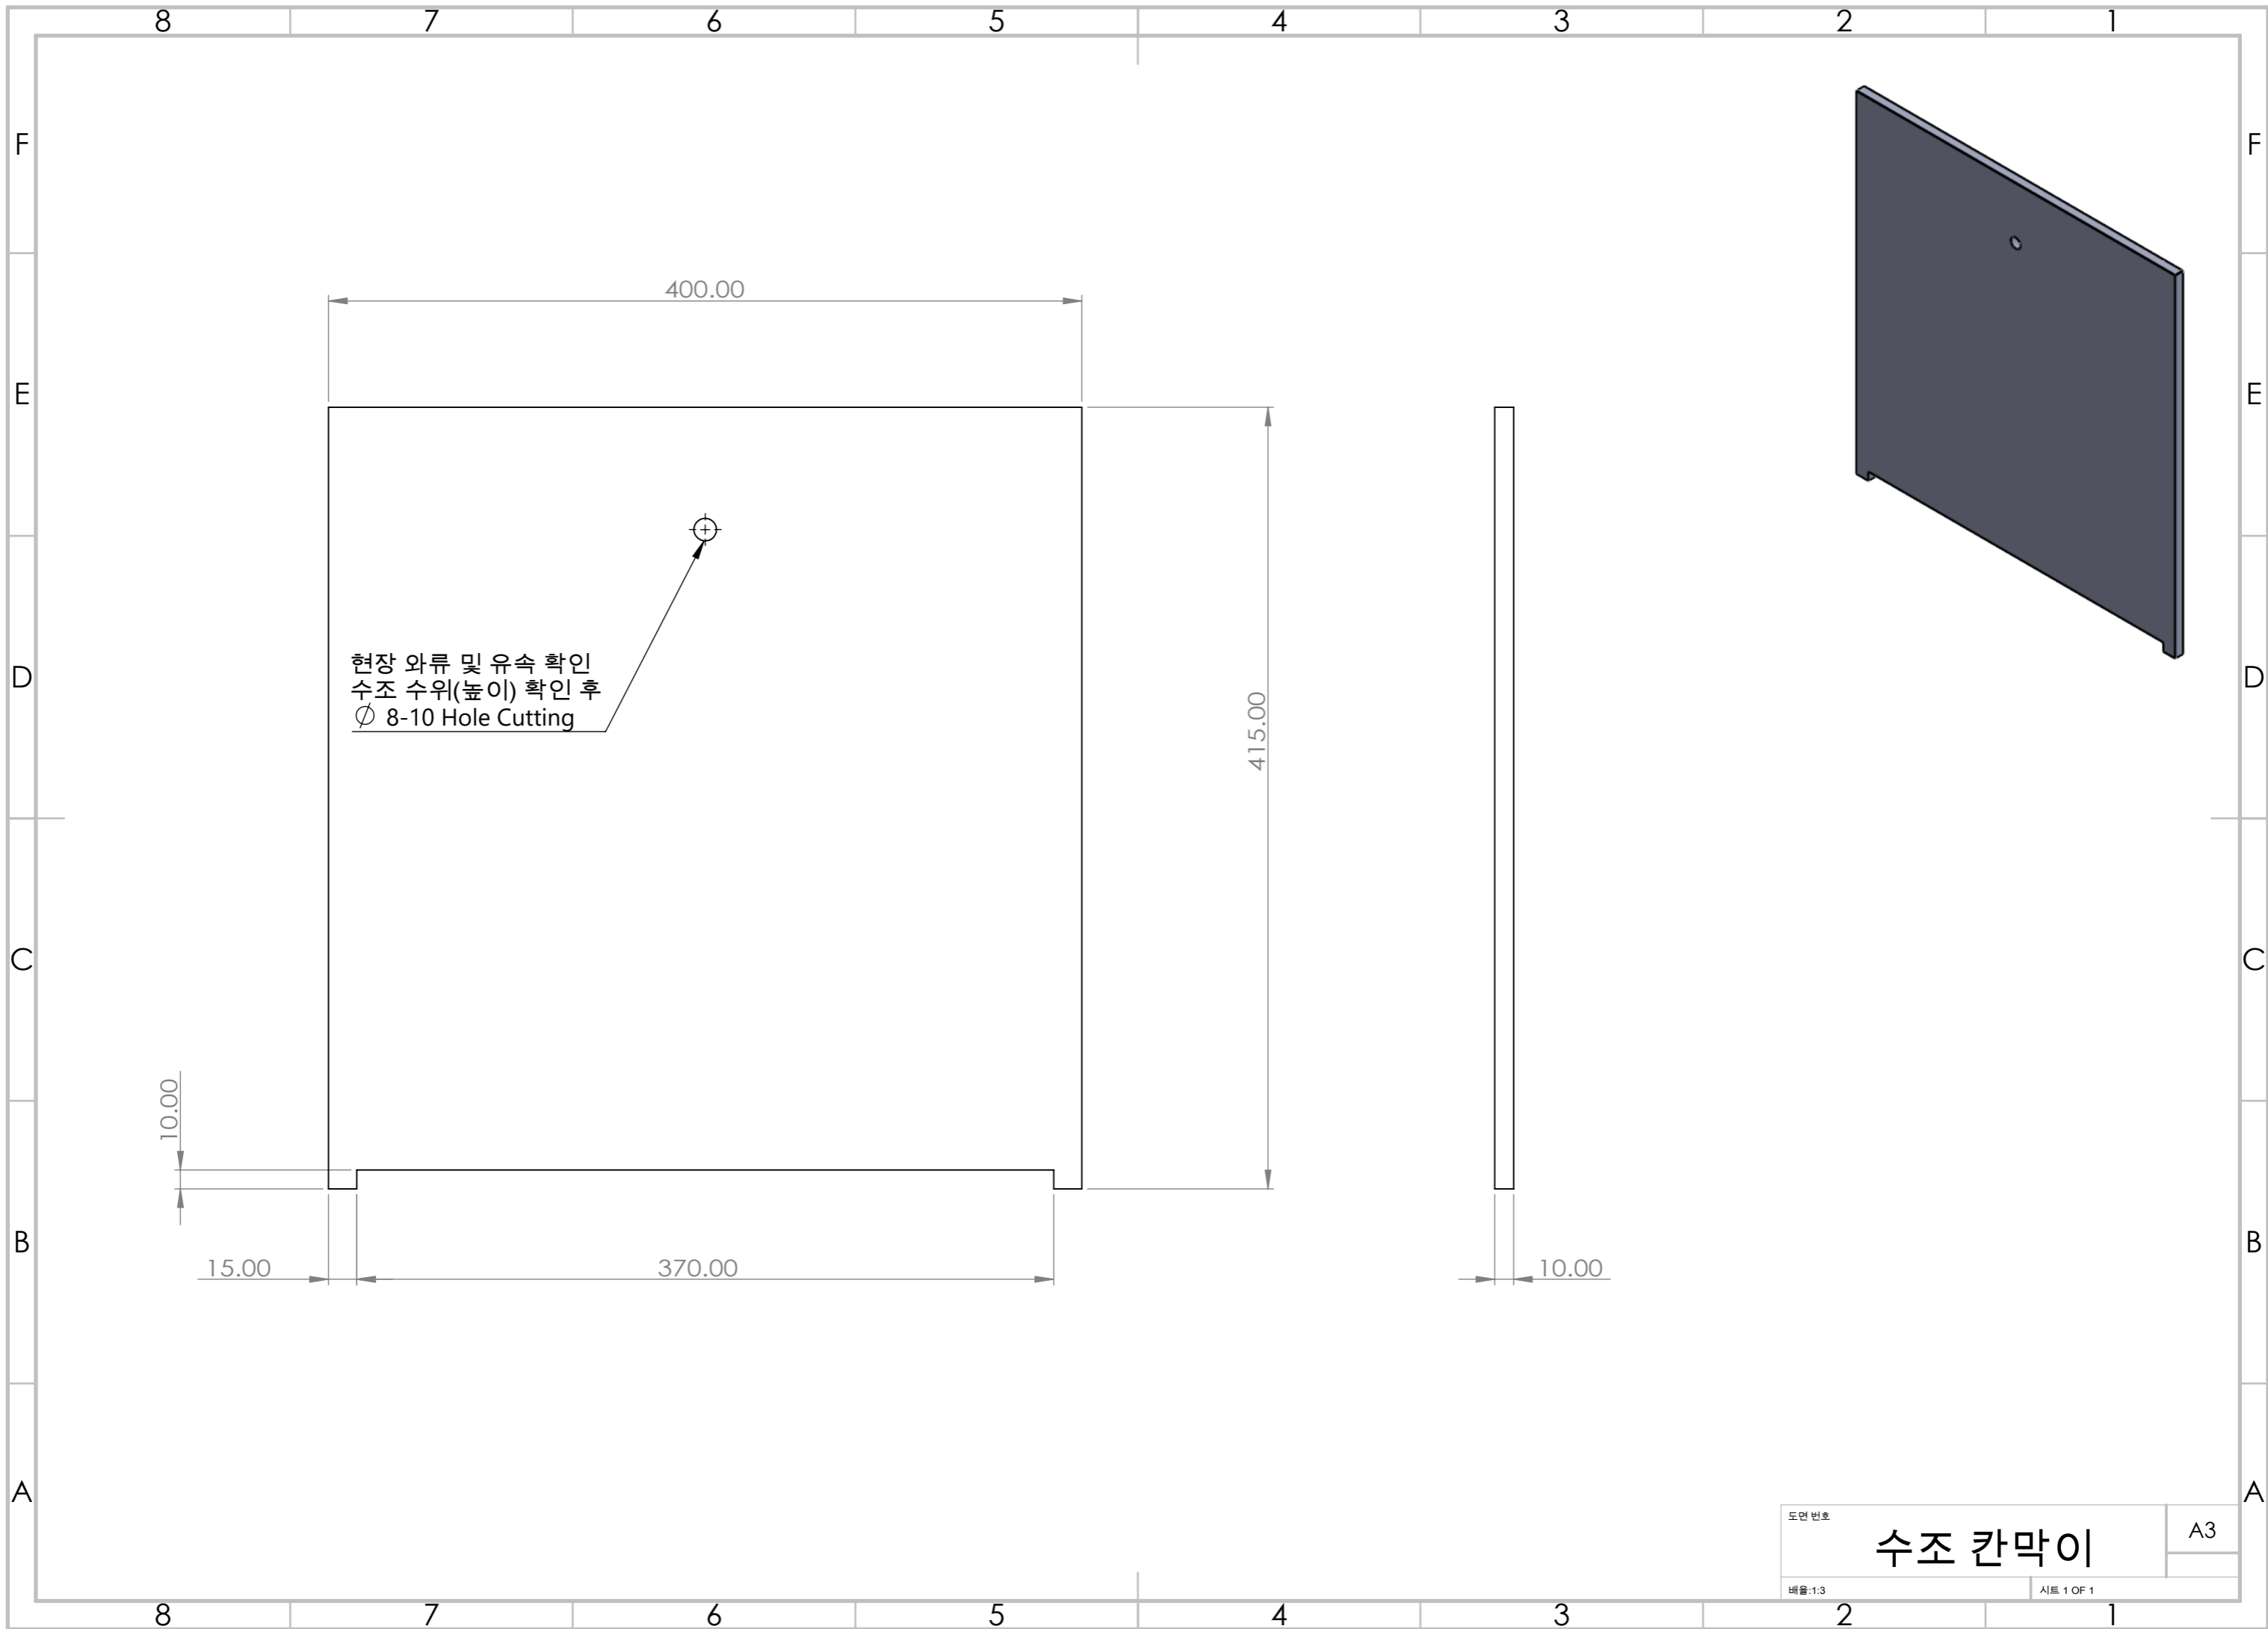 8 7 6 5 4 3 2 1
F F
400.00
E E
현장 와류 및 유속 확인
수조 수위(높이) 확인 후
∅ 8-10 Hole Cutting
D D
415.00
C C
10.00
B B
15.00 370.00 10.00
A A
도면 번호
수조 칸막이
A3
배율:1:3 시트 1 OF 1
8 7 6 5 4 3 2 1